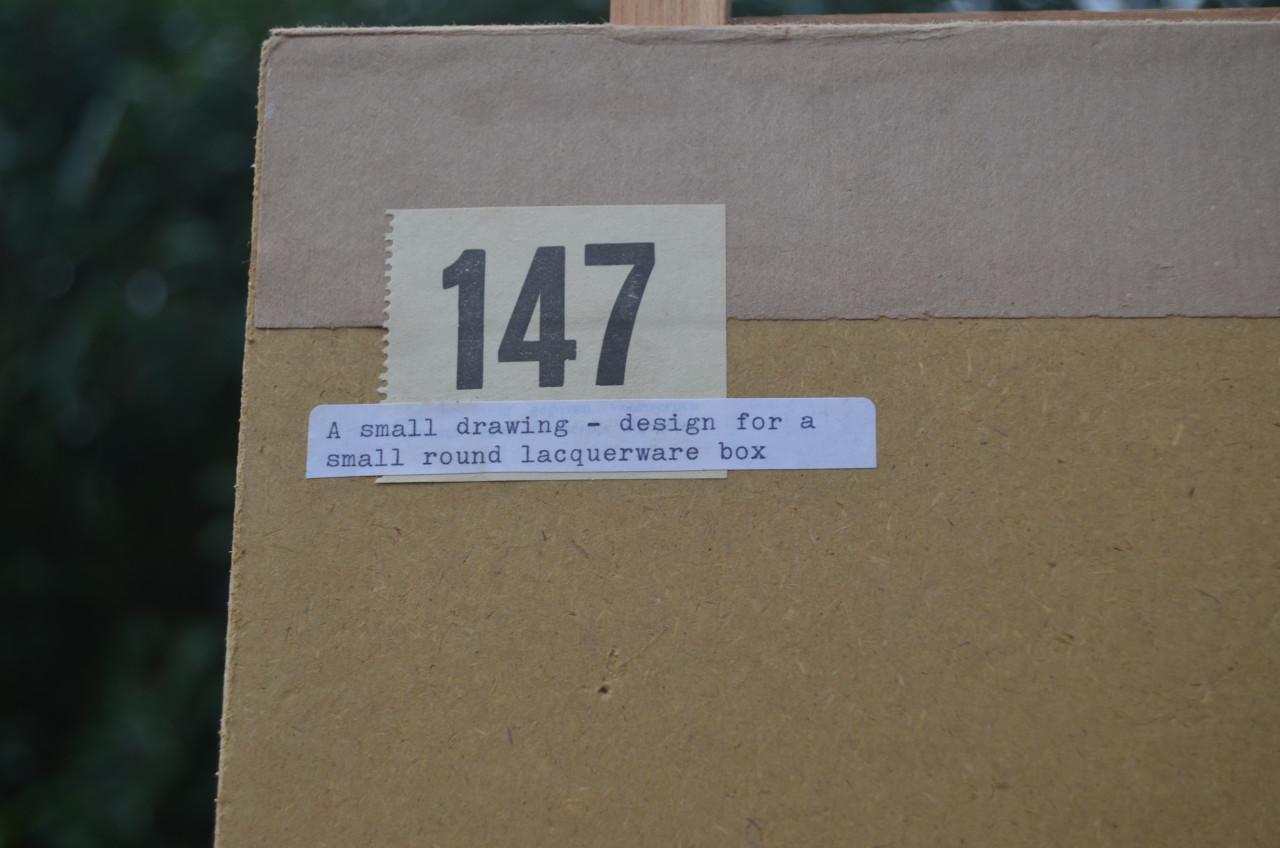 147
A small drawing - design for a
small round lacquerware box